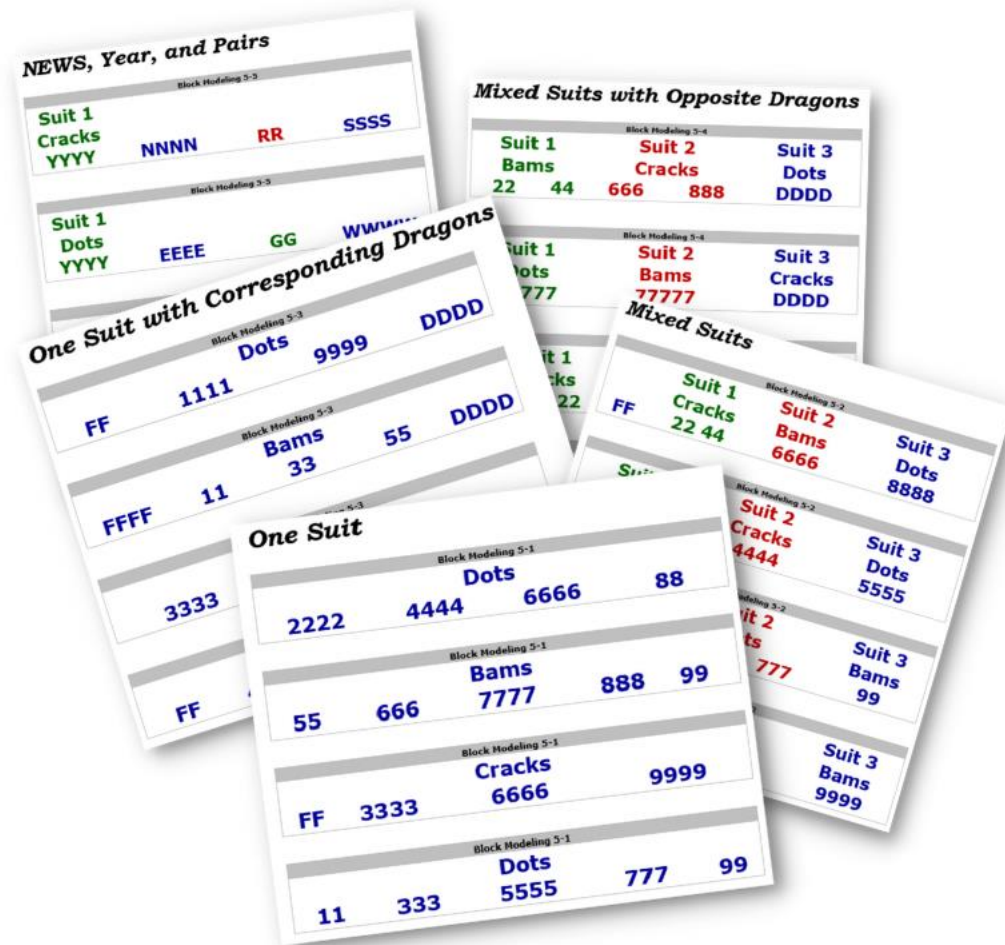 NEWS, Year, and Pairs
Block Modeling 5-5
Suit 1
Cracks
YYYY NNNN RR SSSS
Block Modeling 5-5
Suit 1
Dots
YYYY EEEE GG WWWW
Mixed Suits with Opposite Dragons
Block Modeling 5-4
Suit 1 Suit 2 Suit 3
Bams Cracks Dots
22 44 666 888 DDDD
Block Modeling 5-4
Suit 1 Suit 2 Suit 3
Dots Bams Cracks
777 77777 DDDD
22
One Suit with Corresponding Dragons
Block Modeling 5-3
Dots
FF 1111 9999 DDDD
Block Modeling 5-3
Bams
FFFF 11 33 55 DDDD
3333
FF
Mixed Suits
Block Modeling 5-2
Suit 1 Suit 2 Suit 3
Cracks Bams Dots
FF 22 44 6666 8888
Block Modeling 5-2
Suit 2 Suit 3
Cracks Dots
4444 5555
Suit 3
Bams
777 99
Suit 3
Bams
9999
One Suit
Block Modeling 5-1
Dots
2222 4444 6666 88
Block Modeling 5-1
Bams
55 666 7777 888 99
Block Modeling 5-1
Cracks
FF 3333 6666 9999
Block Modeling 5-1
Dots
11 333 5555 777 99